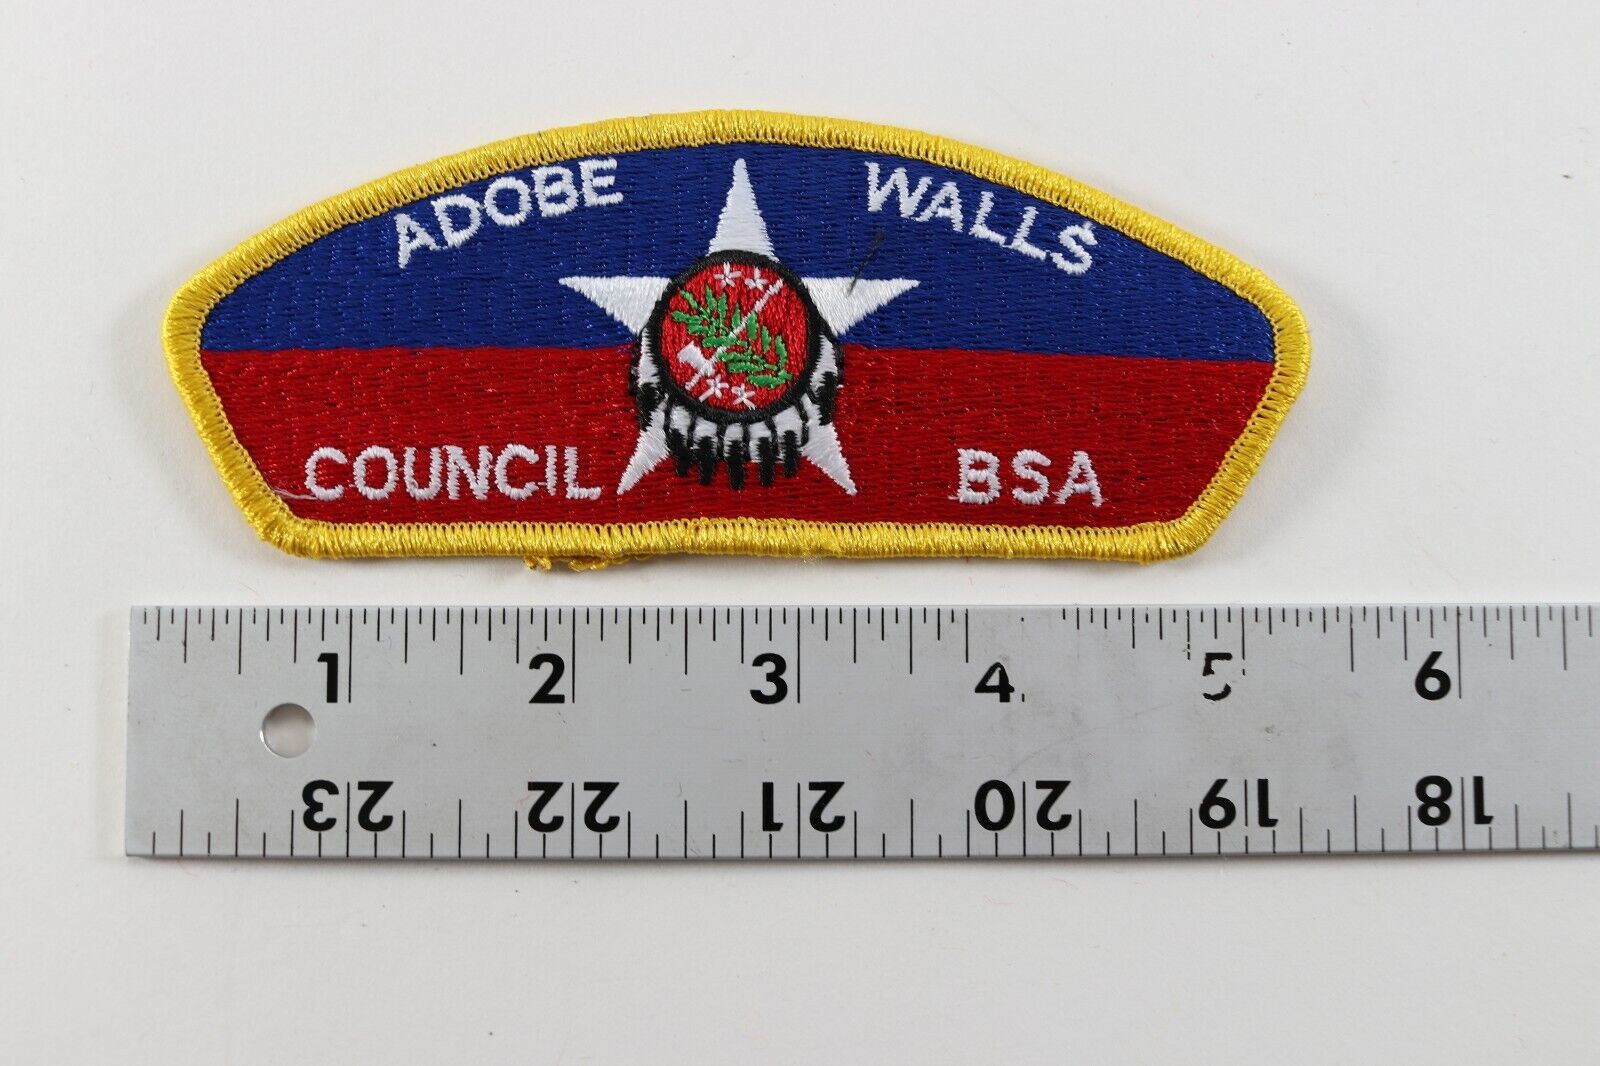 ADOBE WALLS
COUNCIL BSA
1 2 3 4 5 6
23 22 21 20 19 18